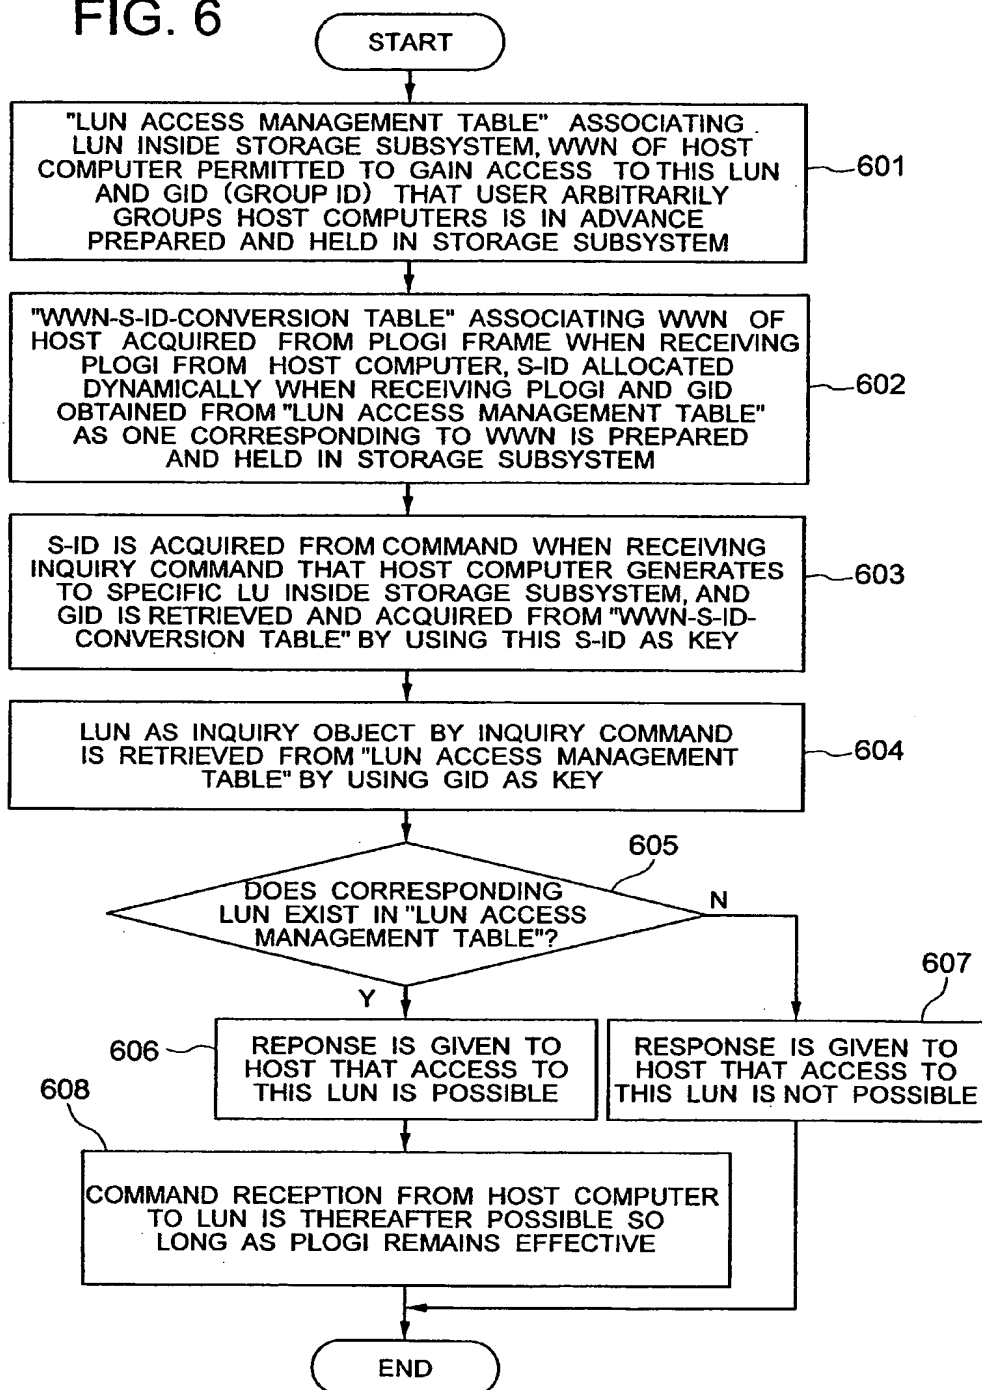 FIG. 6
START
"LUN ACCESS MANAGEMENT TABLE" ASSOCIATING
LUN INSIDE STORAGE SUBSYSTEM, WWN OF HOST
COMPUTER PERMITTED TO GAIN ACCESS TO THIS LUN
AND GID (GROUP ID) THAT USER ARBITRARILY
GROUPS HOST COMPUTERS IS IN ADVANCE
PREPARED AND HELD IN STORAGE SUBSYSTEM
601
"WWN-S-ID-CONVERSION TABLE" ASSOCIATING WWN OF
HOST ACQUIRED FROM PLOGI FRAME WHEN RECEIVING
PLOGI FROM HOST COMPUTER, S-ID ALLOCATED
DYNAMICALLY WHEN RECEIVING PLOGI AND GID
OBTAINED FROM "LUN ACCESS MANAGEMENT TABLE"
AS ONE CORRESPONDING TO WWN IS PREPARED
AND HELD IN STORAGE SUBSYSTEM
602
S-ID IS ACQUIRED FROM COMMAND WHEN RECEIVING
INQUIRY COMMAND THAT HOST COMPUTER GENERATES
TO SPECIFIC LU INSIDE STORAGE SUBSYSTEM, AND
GID IS RETRIEVED AND ACQUIRED FROM "WWN-S-ID-
CONVERSION TABLE" BY USING THIS S-ID AS KEY
603
LUN AS INQUIRY OBJECT BY INQUIRY COMMAND
IS RETRIEVED FROM "LUN ACCESS MANAGEMENT
TABLE" BY USING GID AS KEY
604
605
DOES CORRESPONDING
LUN EXIST IN "LUN ACCESS
MANAGEMENT TABLE"?
N
Y
607
606
REPONSE IS GIVEN TO
HOST THAT ACCESS TO
THIS LUN IS POSSIBLE
RESPONSE IS GIVEN TO
HOST THAT ACCESS TO
THIS LUN IS NOT POSSIBLE
608
COMMAND RECEPTION FROM HOST COMPUTER
TO LUN IS THEREAFTER POSSIBLE SO
LONG AS PLOGI REMAINS EFFECTIVE
END